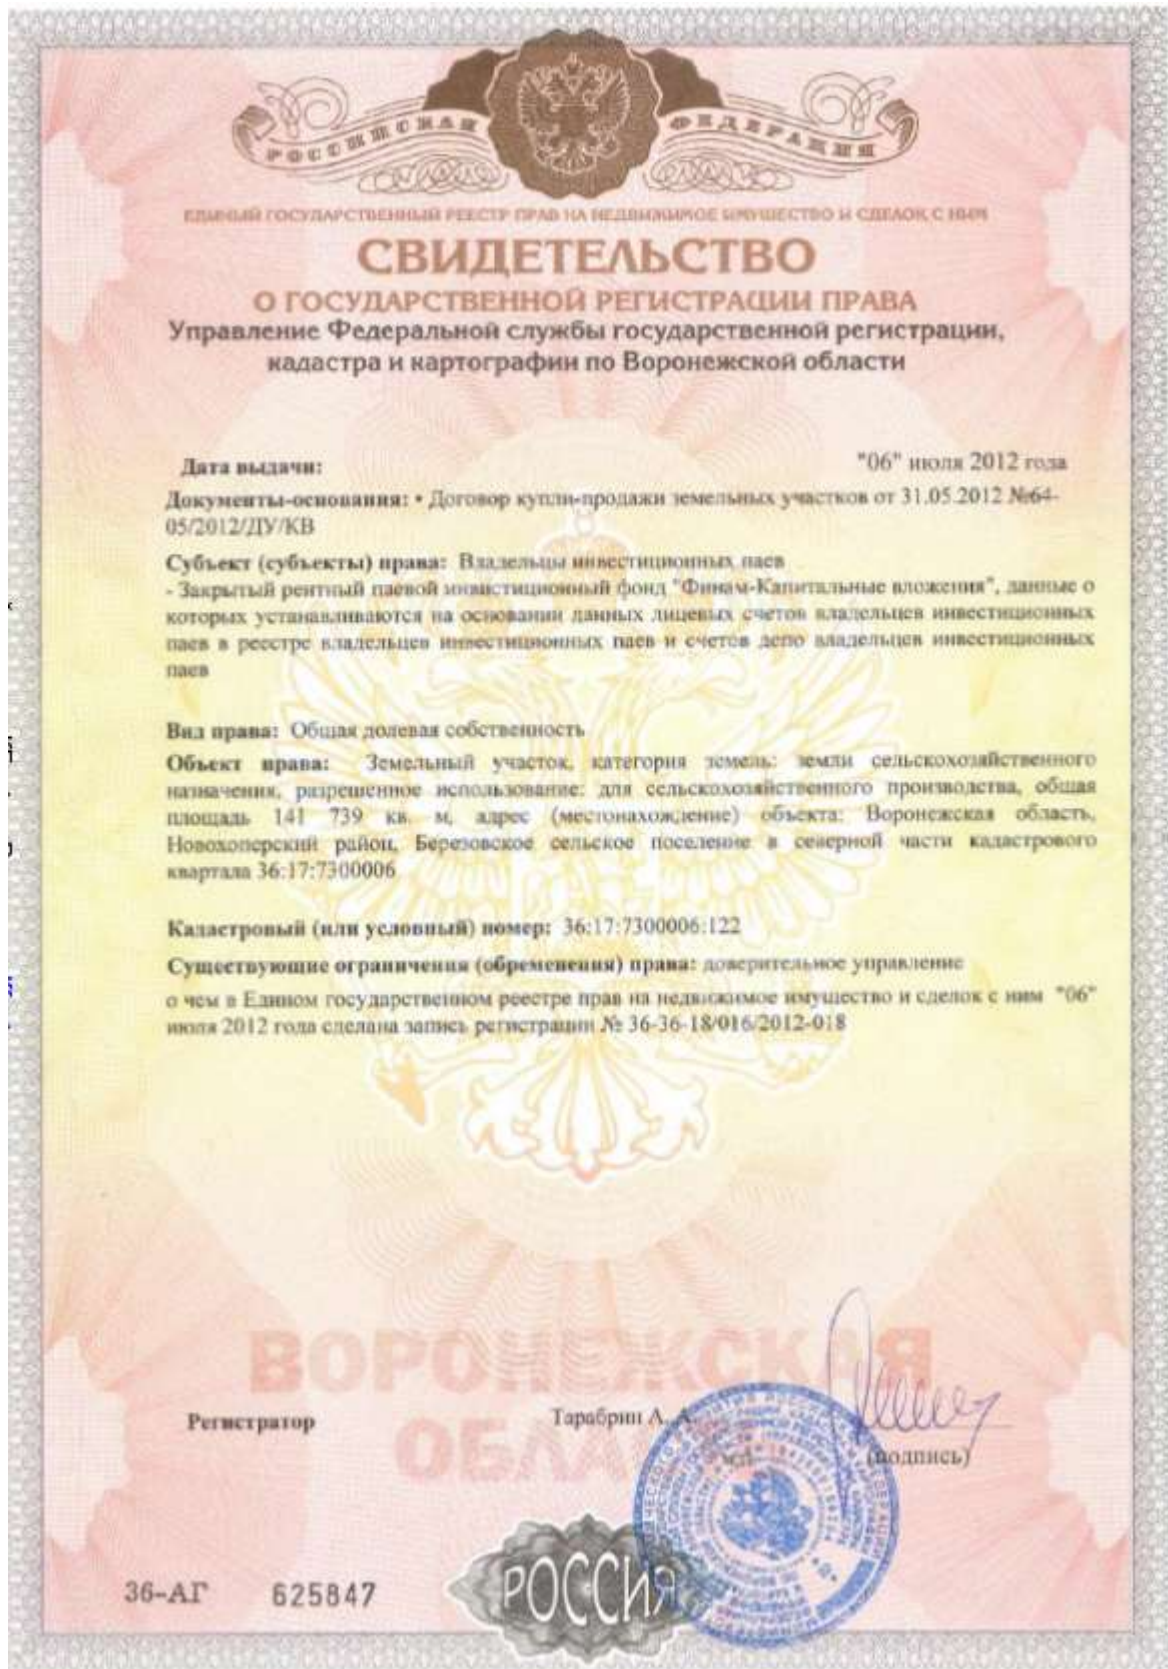 РОССИЙСКАЯ ФЕДЕРАЦИЯ
ЕДИНЫЙ ГОСУДАРСТВЕННЫЙ РЕЕСТР ПРАВ НА НЕДВИЖИМОЕ ИМУЩЕСТВО И СДЕЛОК С НИМ
СВИДЕТЕЛЬСТВО
О ГОСУДАРСТВЕННОЙ РЕГИСТРАЦИИ ПРАВА
Управление Федеральной службы государственной регистрации,
кадастра и картографии по Воронежской области
Дата выдачи: "06" июля 2012 года
Документы-основания: • Договор купли-продажи земельных участков от 31.05.2012 №64-
05/2012/ДУ/КВ
Субъект (субъекты) права: Владельцы инвестиционных паев
- Закрытый рентный паевой инвистиционный фонд "Финам-Капитальные вложения", данные о
которых устанавливаются на основании данных лицевых счетов владельцев инвестиционных
паев в реестре владельцев инвестиционных паев и счетов депо владельцев инвестиционных
паев
Вид права: Общая долевая собственность
Объект права: Земельный участок, категория земель: земли сельскохозяйственного
назначения, разрешенное использование: для сельскохозяйственного производства, общая
площадь 141 739 кв. м, адрес (местонахождение) объекта: Воронежская область,
Новохоперский район, Березовское сельское поселение в северной части кадастрового
квартала 36:17:7300006
Кадастровый (или условный) номер: 36:17:7300006:122
Существующие ограничения (обременения) права: доверительное управление
о чем в Едином государственном реестре прав на недвижимое имущество и сделок с ним "06"
июля 2012 года сделана запись регистрации № 36-36-18/016/2012-018
ВОРОНЕЖСКАЯ
Регистратор Тарабрин А. А.
м.п. (подпись)
РОССИЯ
36-АГ 625847